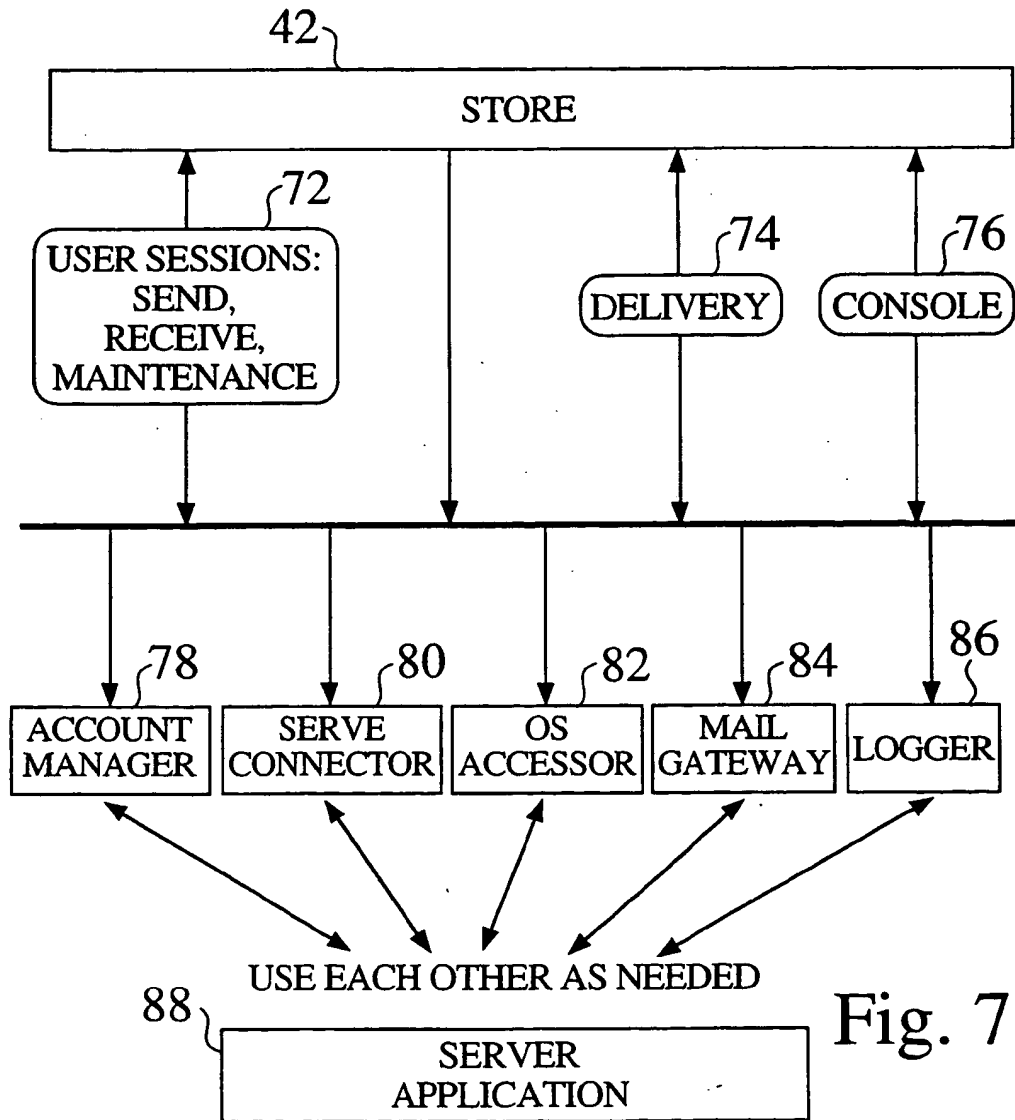 42
STORE
72
USER SESSIONS:
SEND,
RECEIVE,
MAINTENANCE
74
DELIVERY
76
CONSOLE
78
ACCOUNT
MANAGER
80
SERVE
CONNECTOR
82
OS
ACCESSOR
84
MAIL
GATEWAY
86
LOGGER
USE EACH OTHER AS NEEDED
88
SERVER
APPLICATION
Fig. 7